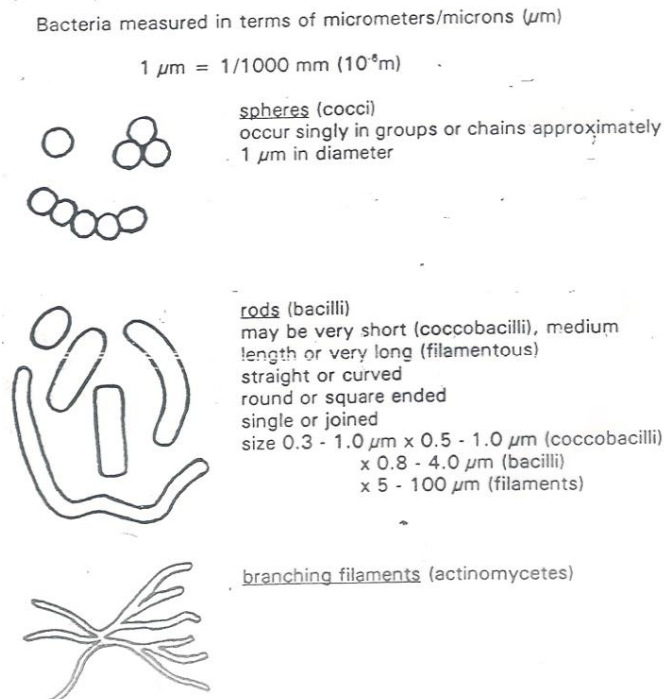 Bacteria measured in terms of micrometers/microns (μm)
1 μm = 1/1000 mm (10⁻⁶m)
spheres (cocci)
occur singly in groups or chains approximately
1 μm in diameter
rods (bacilli)
may be very short (coccobacilli), medium
length or very long (filamentous)
straight or curved
round or square ended
single or joined
size 0.3 - 1.0 μm x 0.5 - 1.0 μm (coccobacilli)
x 0.8 - 4.0 μm (bacilli)
x 5 - 100 μm (filaments)
branching filaments (actinomycetes)